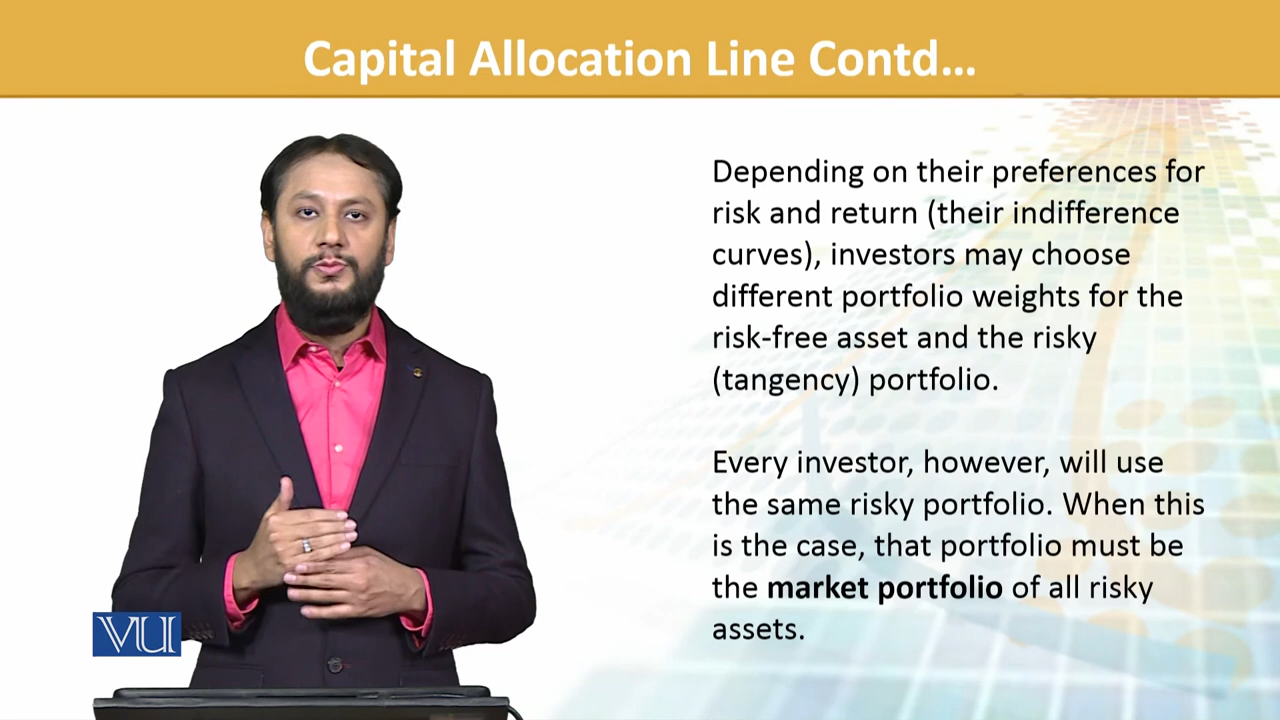 Capital Allocation Line Contd...
Depending on their preferences for
risk and return (their indifference
curves), investors may choose
different portfolio weights for the
risk-free asset and the risky
(tangency) portfolio.
Every investor, however, will use
the same risky portfolio. When this
is the case, that portfolio must be
the market portfolio of all risky
assets.
VU